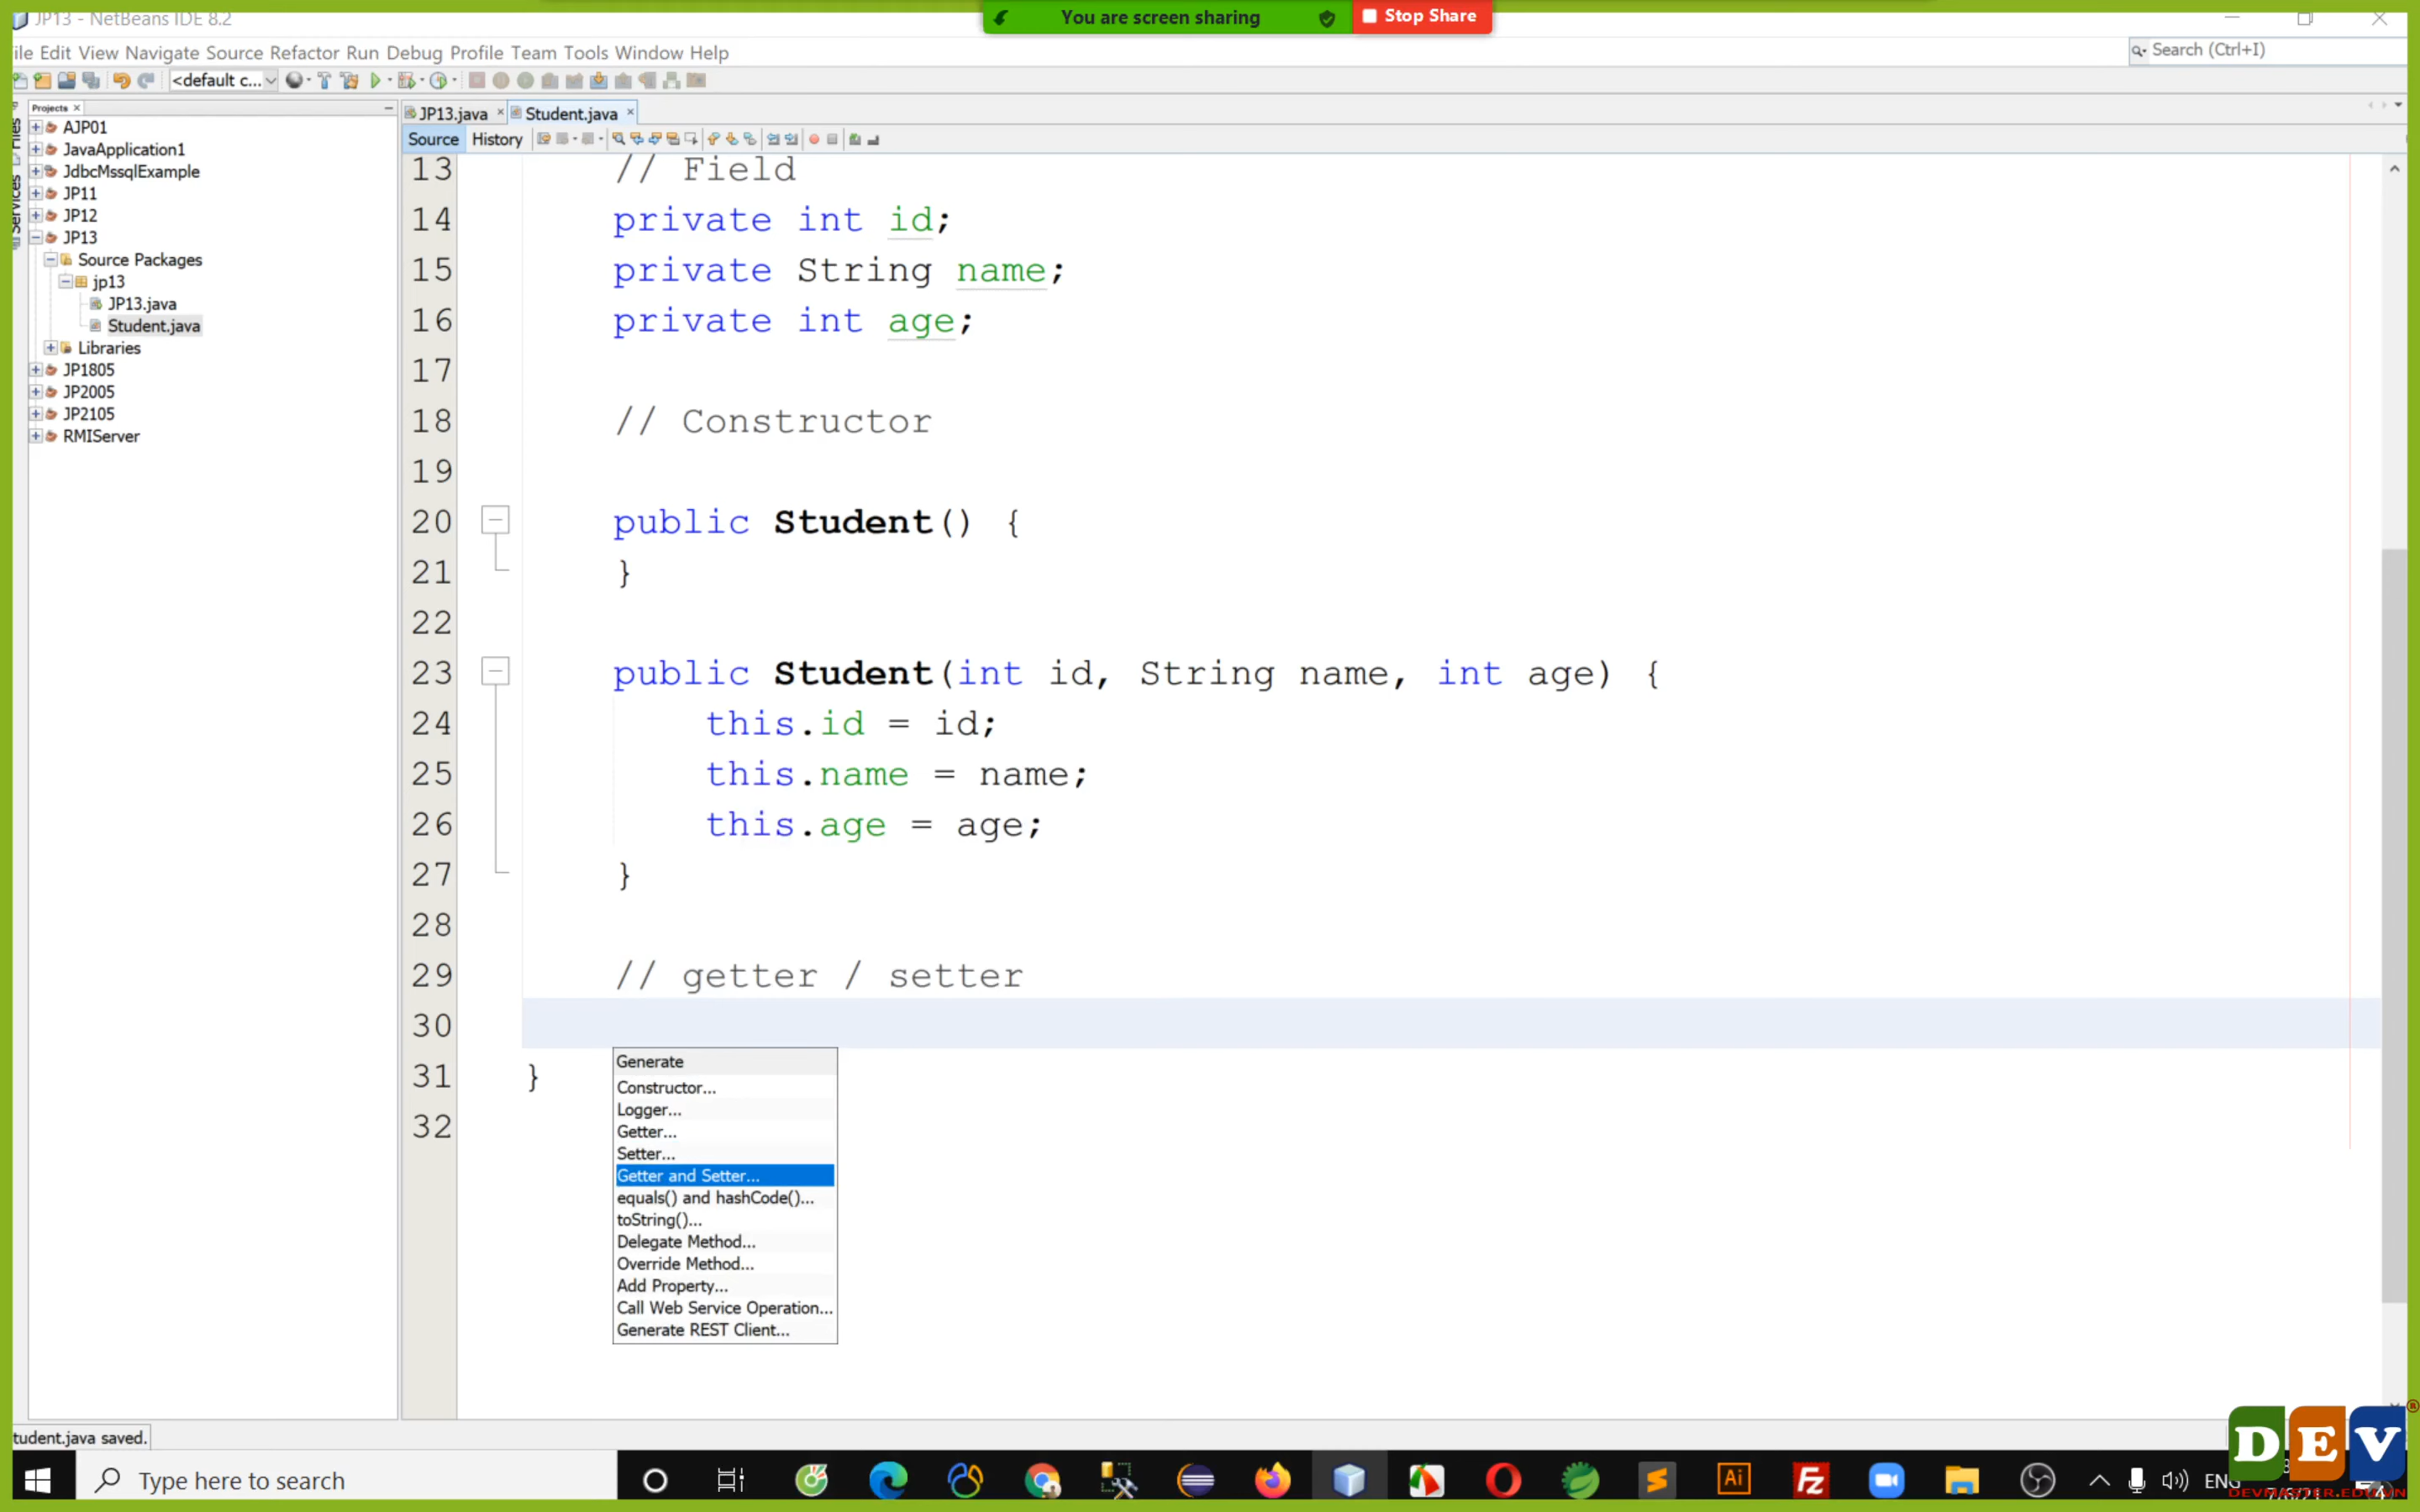 JP13 - NetBeans IDE 8.2
You are screen sharing
Stop Share
ile Edit View Navigate Source Refactor Run Debug Profile Team Tools Window Help
Search (Ctrl+I)
<default c...
Projects
JP13.java
Student.java
Files
Services
Source
History
AJP01
JavaApplication1
JdbcMssqlExample
JP11
JP12
JP13
Source Packages
jp13
JP13.java
Student.java
Libraries
JP1805
JP2005
JP2105
RMIServer
13 // Field
14 private int id;
15 private String name;
16 private int age;
17
18 // Constructor
19
20 public Student() {
21 }
22
23 public Student(int id, String name, int age) {
24 this.id = id;
25 this.name = name;
26 this.age = age;
27 }
28
29 // getter / setter
30
31 }
32
Generate
Constructor...
Logger...
Getter...
Setter...
Getter and Setter...
equals() and hashCode()...
toString()...
Delegate Method...
Override Method...
Add Property...
Call Web Service Operation...
Generate REST Client...
tudent.java saved.
Type here to search
Ai
Fz
ENG
DEV
DEVMASTER.EDU.VN